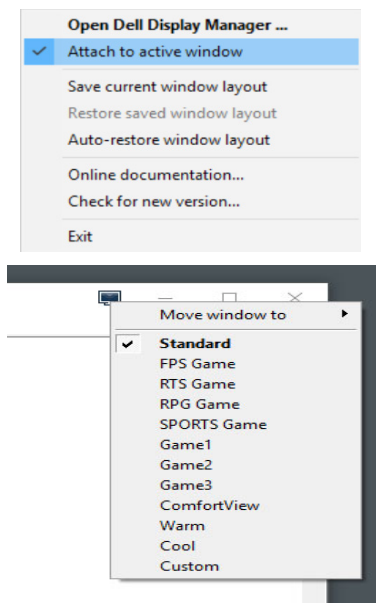 Open Dell Display Manager ...
Attach to active window
Save current window layout
Restore saved window layout
Auto-restore window layout
Online documentation...
Check for new version...
Exit
Move window to
Standard
FPS Game
RTS Game
RPG Game
SPORTS Game
Game1
Game2
Game3
ComfortView
Warm
Cool
Custom